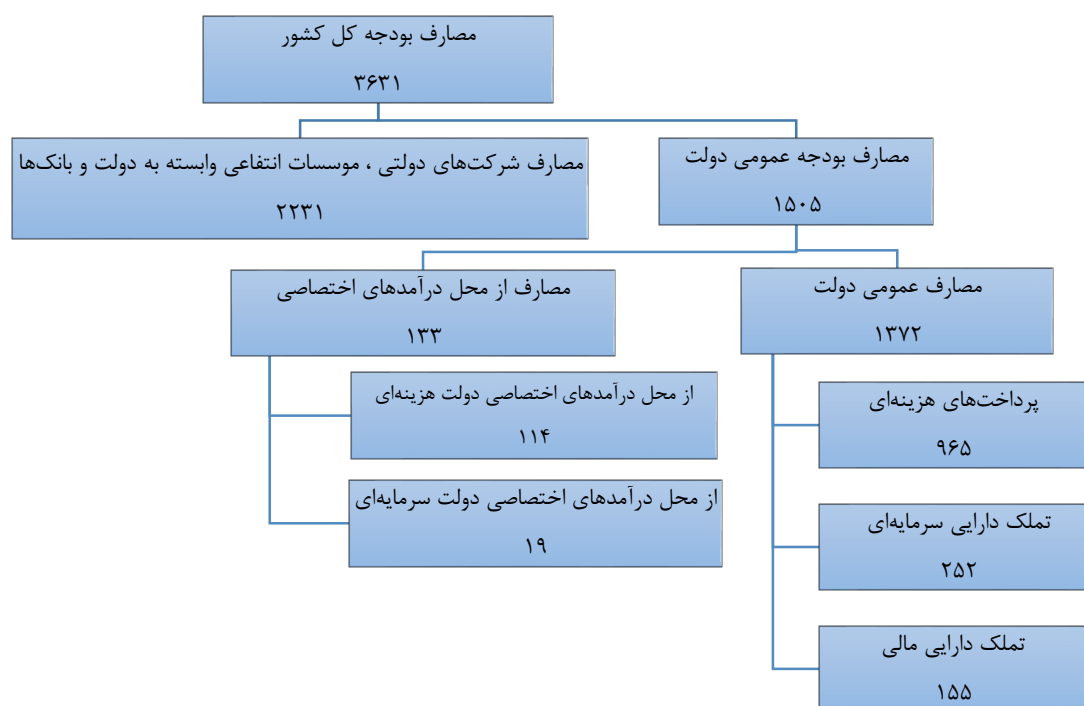 مصارف بودجه کل کشور
۳۶۳۱
مصارف بودجه عمومی دولت
۱۵۰۵
مصارف شرکت‌های دولتی ، موسسات انتفاعی وابسته به دولت و بانک‌ها
۲۲۳۱
مصارف عمومی دولت
۱۳۷۲
مصارف از محل درآمدهای اختصاصی
۱۳۳
پرداخت‌های هزینه‌ای
۹۶۵
از محل درآمدهای اختصاصی دولت هزینه‌ای
۱۱۴
تملک دارایی سرمایه‌ای
۲۵۲
از محل درآمدهای اختصاصی دولت سرمایه‌ای
۱۹
تملک دارایی مالی
۱۵۵